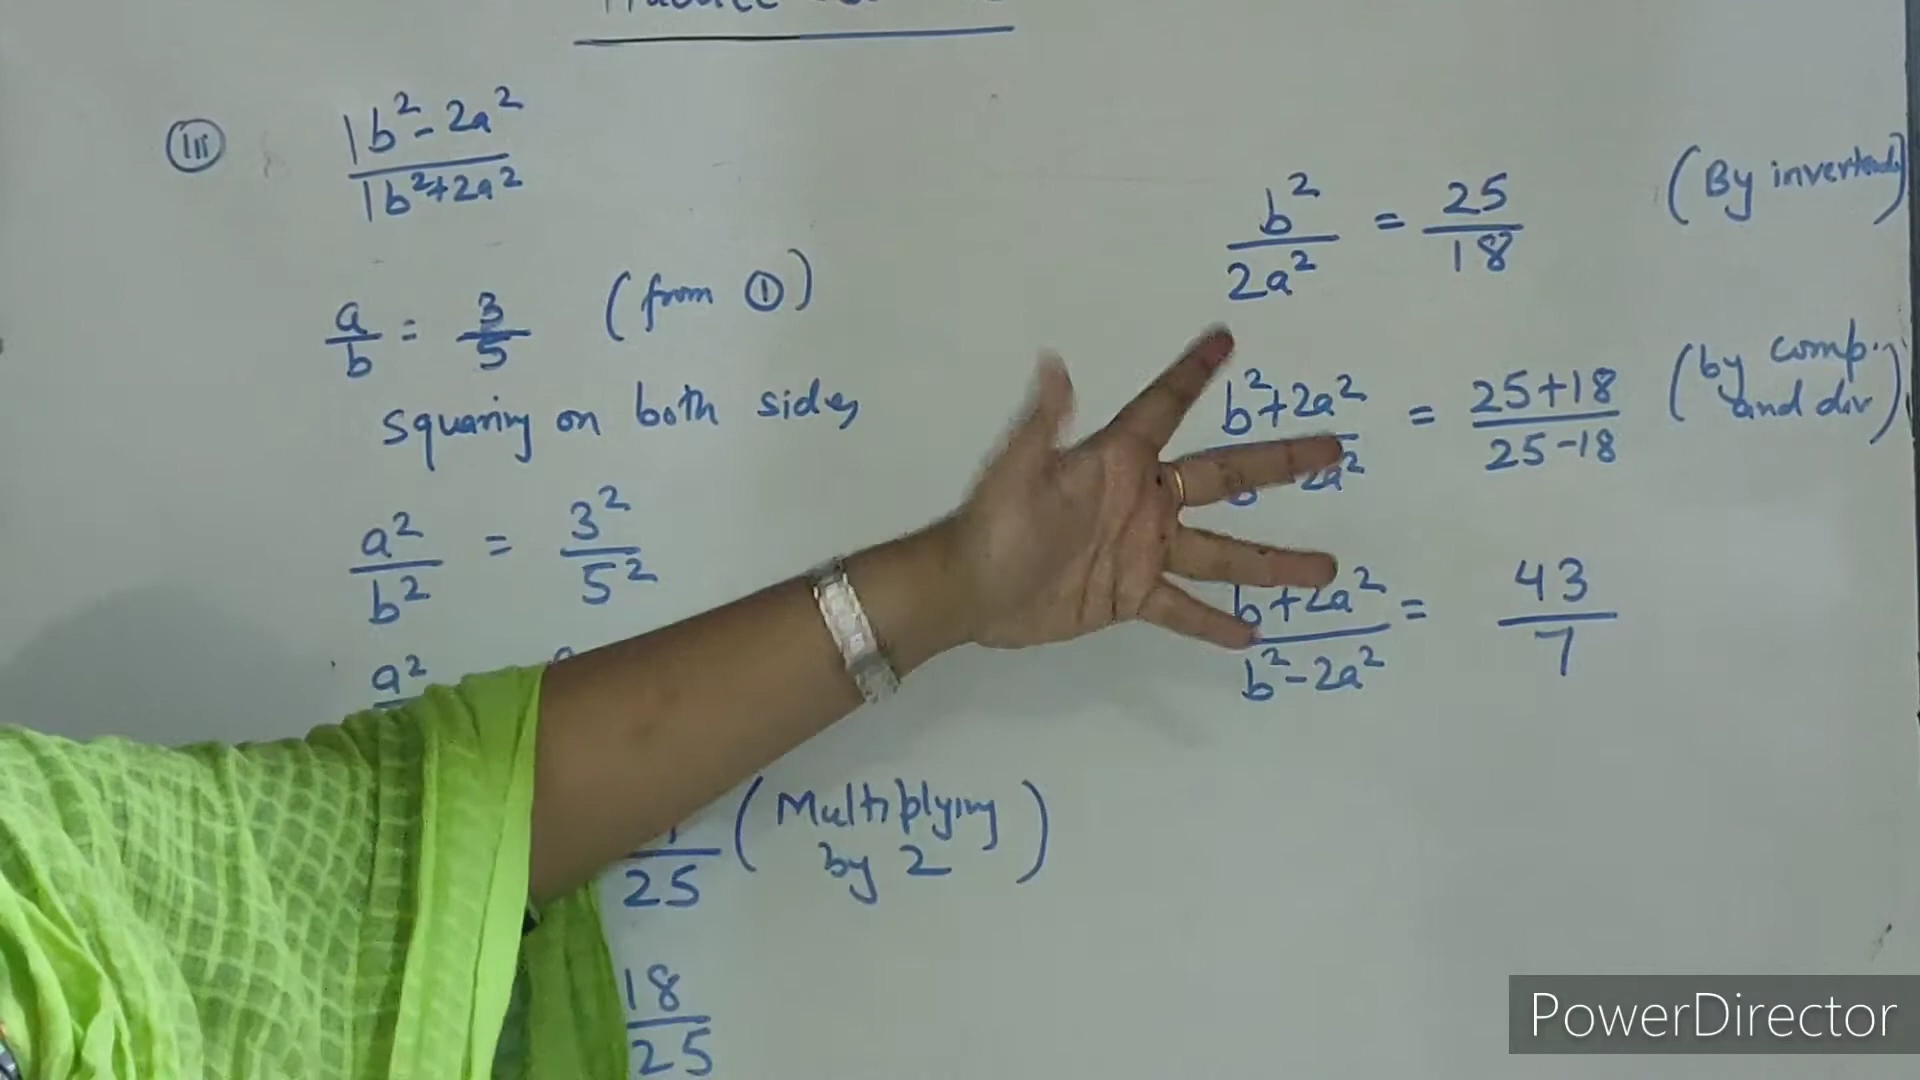 (iii) |b² - 2a² / |b² + 2a²
a/b = 3/5 (from ①)
squaring on both sides
a²/b² = 3²/5²
a²
/25 (Multiplying by 2)
18/25
b²/2a² = 25/18 (By invertendo)
b² + 2a² / 2a² = 25+18 / 25-18 (by comp. and div)
b + 2a² / b² - 2a² = 43/7
PowerDirector